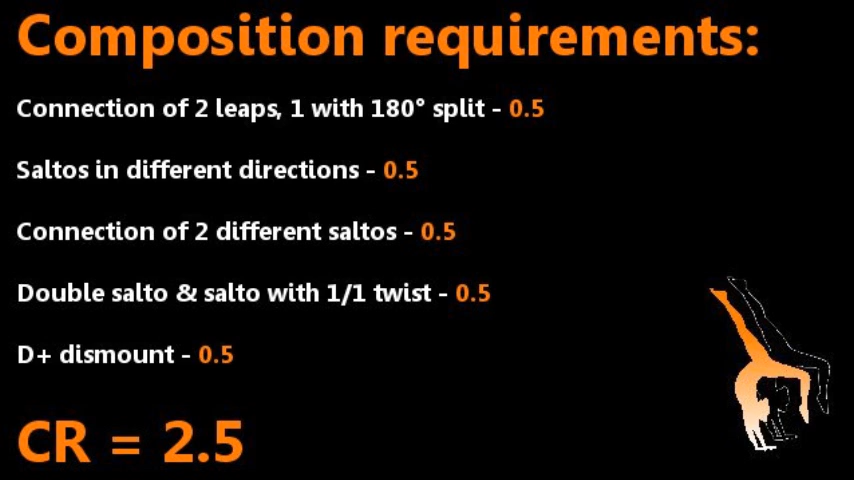 Composition requirements:
Connection of 2 leaps, 1 with 180° split - 0.5
Saltos in different directions - 0.5
Connection of 2 different saltos - 0.5
Double salto & salto with 1/1 twist - 0.5
D+ dismount - 0.5
CR = 2.5